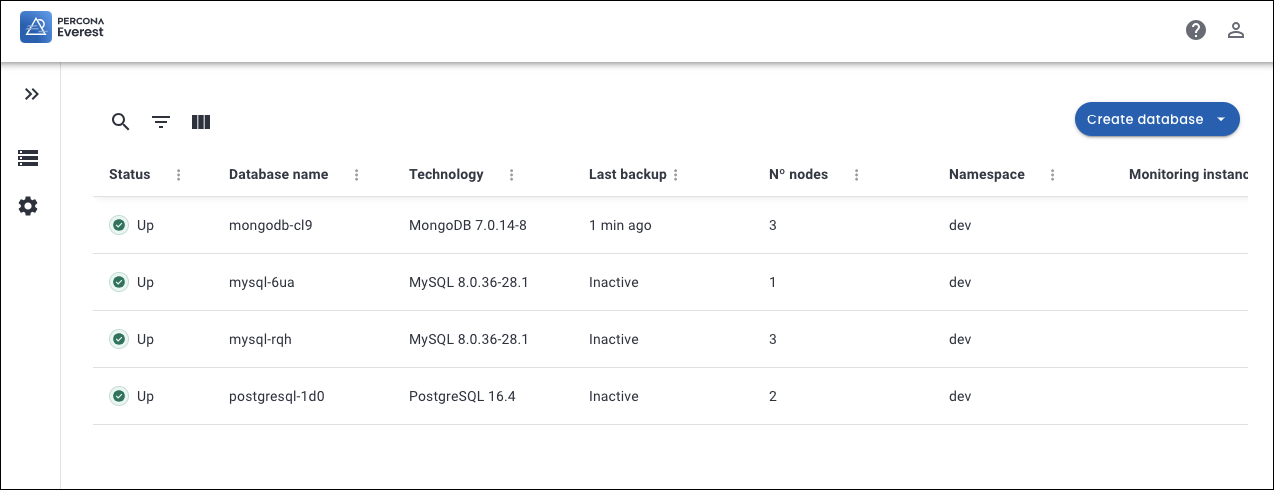 PERCONA
Everest
Create database
Status Database name Technology Last backup Nº nodes Namespace Monitoring instanc
Up mongodb-cl9 MongoDB 7.0.14-8 1 min ago 3 dev
Up mysql-6ua MySQL 8.0.36-28.1 Inactive 1 dev
Up mysql-rqh MySQL 8.0.36-28.1 Inactive 3 dev
Up postgresql-1d0 PostgreSQL 16.4 Inactive 2 dev